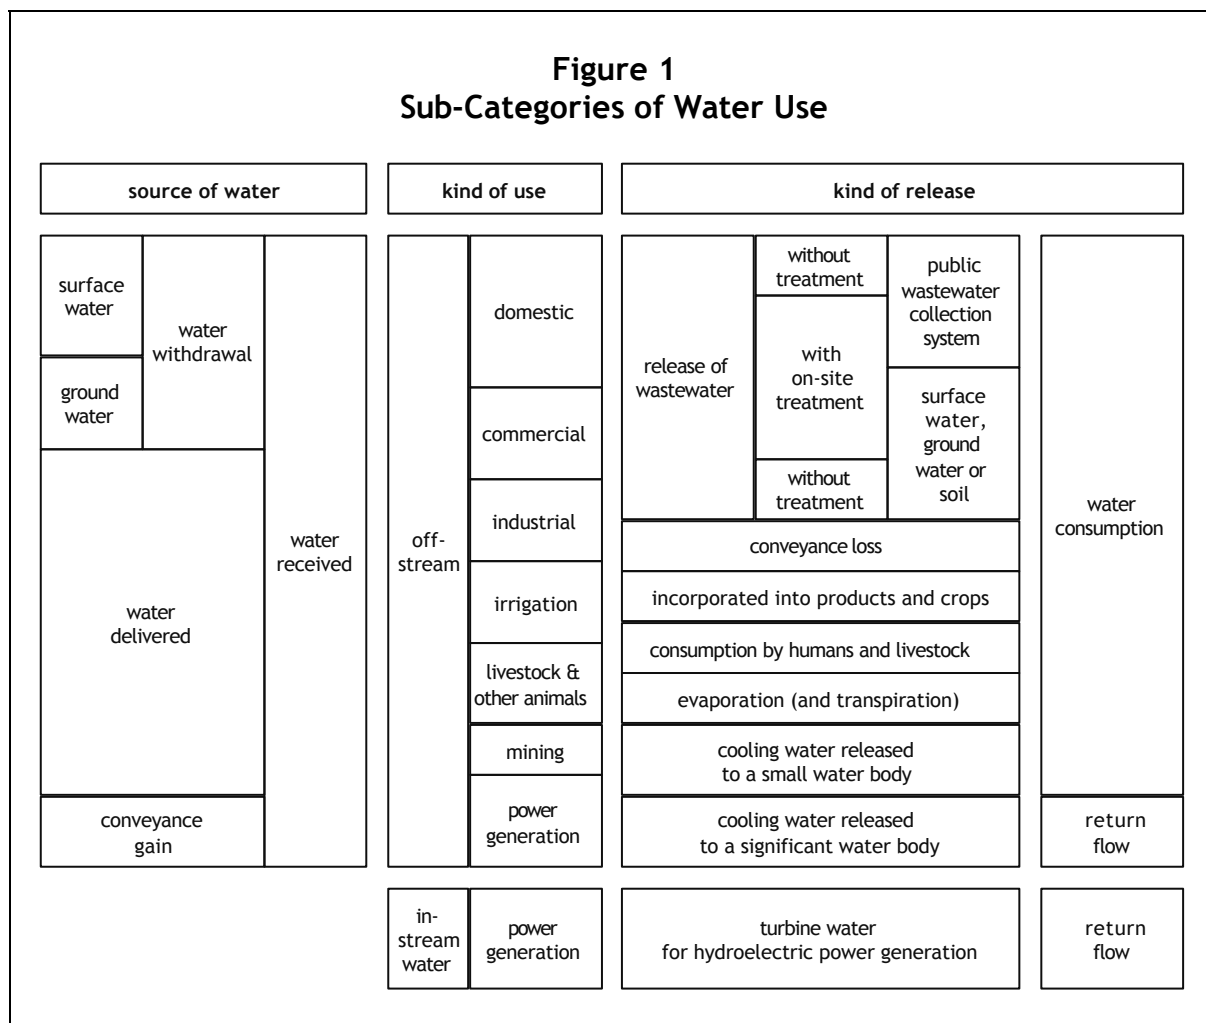 Figure 1
Sub-Categories of Water Use
source of water
kind of use
kind of release
surface
water
ground
water
water
withdrawal
water
delivered
conveyance
gain
water
received
off-
stream
domestic
commercial
industrial
irrigation
livestock &
other animals
mining
power
generation
release of
wastewater
without
treatment
with
on-site
treatment
without
treatment
public
wastewater
collection
system
surface
water,
ground
water or
soil
conveyance loss
incorporated into products and crops
consumption by humans and livestock
evaporation (and transpiration)
cooling water released
to a small water body
cooling water released
to a significant water body
water
consumption
return
flow
in-
stream
water
power
generation
turbine water
for hydroelectric power generation
return
flow